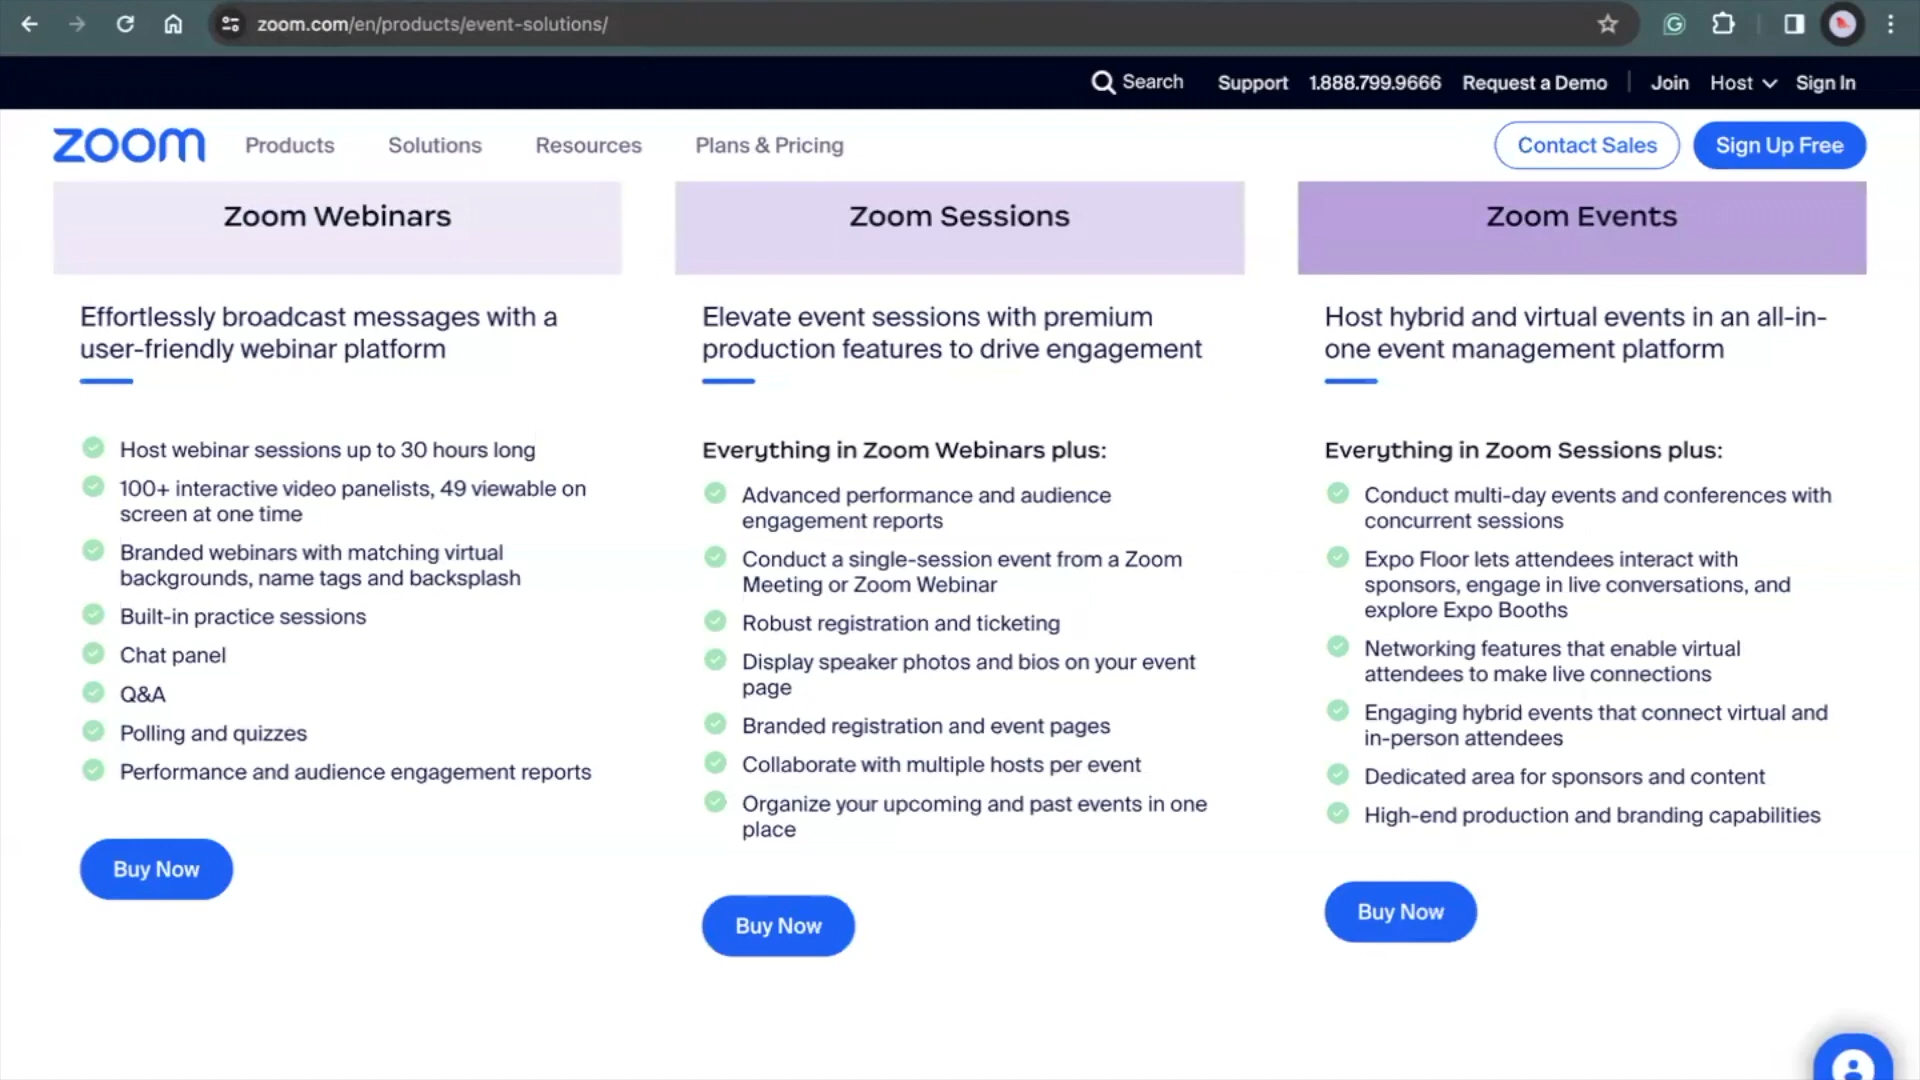 zoom.com/en/products/event-solutions/
Search Support 1.888.799.9666 Request a Demo Join Host Sign In
zoom Products Solutions Resources Plans & Pricing Contact Sales Sign Up Free
Zoom Webinars
Effortlessly broadcast messages with a
user-friendly webinar platform
Host webinar sessions up to 30 hours long
100+ interactive video panelists, 49 viewable on
screen at one time
Branded webinars with matching virtual
backgrounds, name tags and backsplash
Built-in practice sessions
Chat panel
Q&A
Polling and quizzes
Performance and audience engagement reports
Buy Now
Zoom Sessions
Elevate event sessions with premium
production features to drive engagement
Everything in Zoom Webinars plus:
Advanced performance and audience
engagement reports
Conduct a single-session event from a Zoom
Meeting or Zoom Webinar
Robust registration and ticketing
Display speaker photos and bios on your event
page
Branded registration and event pages
Collaborate with multiple hosts per event
Organize your upcoming and past events in one
place
Buy Now
Zoom Events
Host hybrid and virtual events in an all-in-
one event management platform
Everything in Zoom Sessions plus:
Conduct multi-day events and conferences with
concurrent sessions
Expo Floor lets attendees interact with
sponsors, engage in live conversations, and
explore Expo Booths
Networking features that enable virtual
attendees to make live connections
Engaging hybrid events that connect virtual and
in-person attendees
Dedicated area for sponsors and content
High-end production and branding capabilities
Buy Now